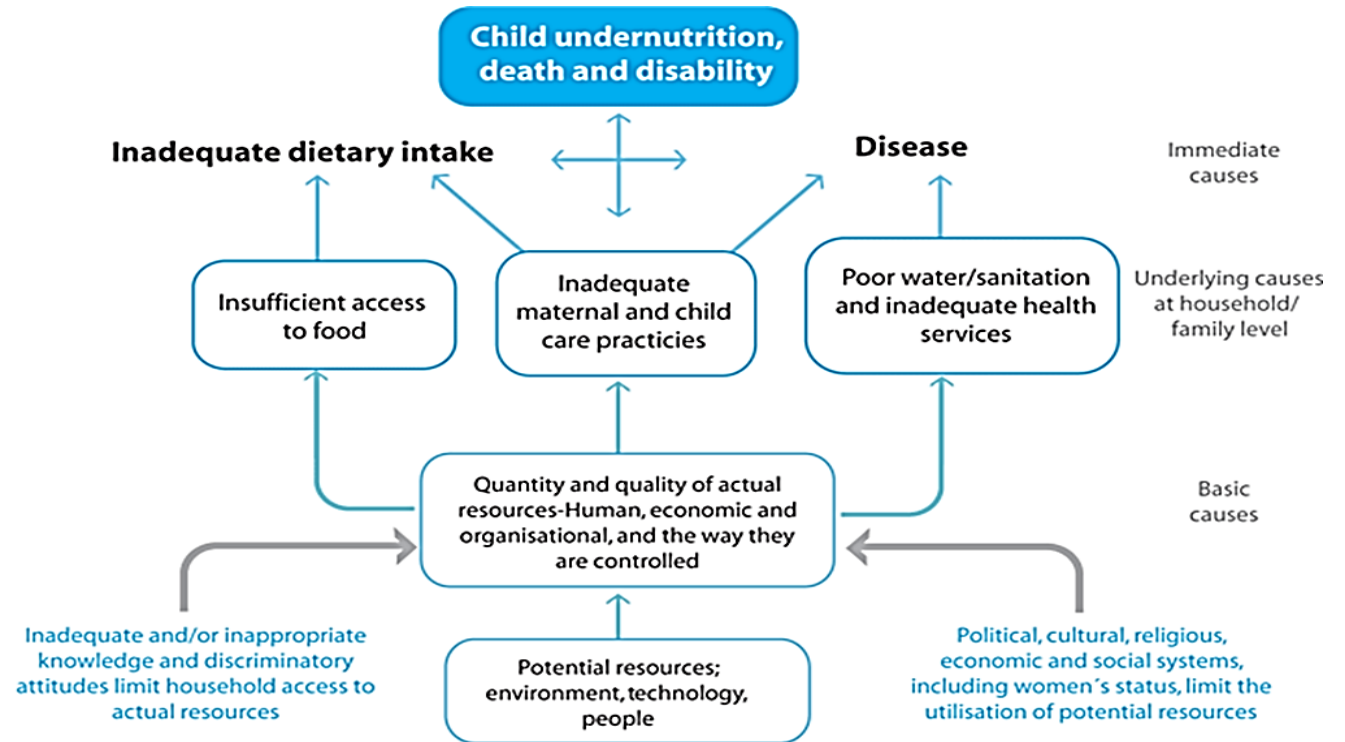 Child undernutrition,
death and disability
Inadequate dietary intake
Disease
Immediate
causes
Insufficient access
to food
Inadequate
maternal and child
care practicies
Poor water/sanitation
and inadequate health
services
Underlying causes
at household/
family level
Quantity and quality of actual
resources-Human, economic and
organisational, and the way they
are controlled
Basic
causes
Inadequate and/or inappropriate
knowledge and discriminatory
attitudes limit household access to
actual resources
Potential resources;
environment, technology,
people
Political, cultural, religious,
economic and social systems,
including women´s status, limit the
utilisation of potential resources